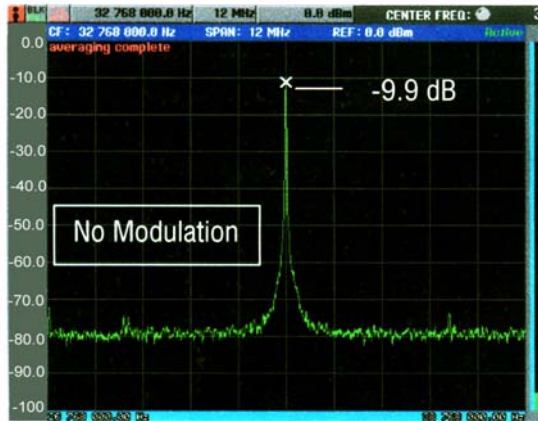 BLK 32 768 000.0 Hz 12 MHz 0.0 dBm CENTER FREQ:
CF: 32 768 000.0 Hz SPAN: 12 MHz REF: 0.0 dBm Active
averaging complete
0.0
-10.0
-9.9 dB
-20.0
-30.0
-40.0
-50.0
No Modulation
-60.0
-70.0
-80.0
-90.0
-100